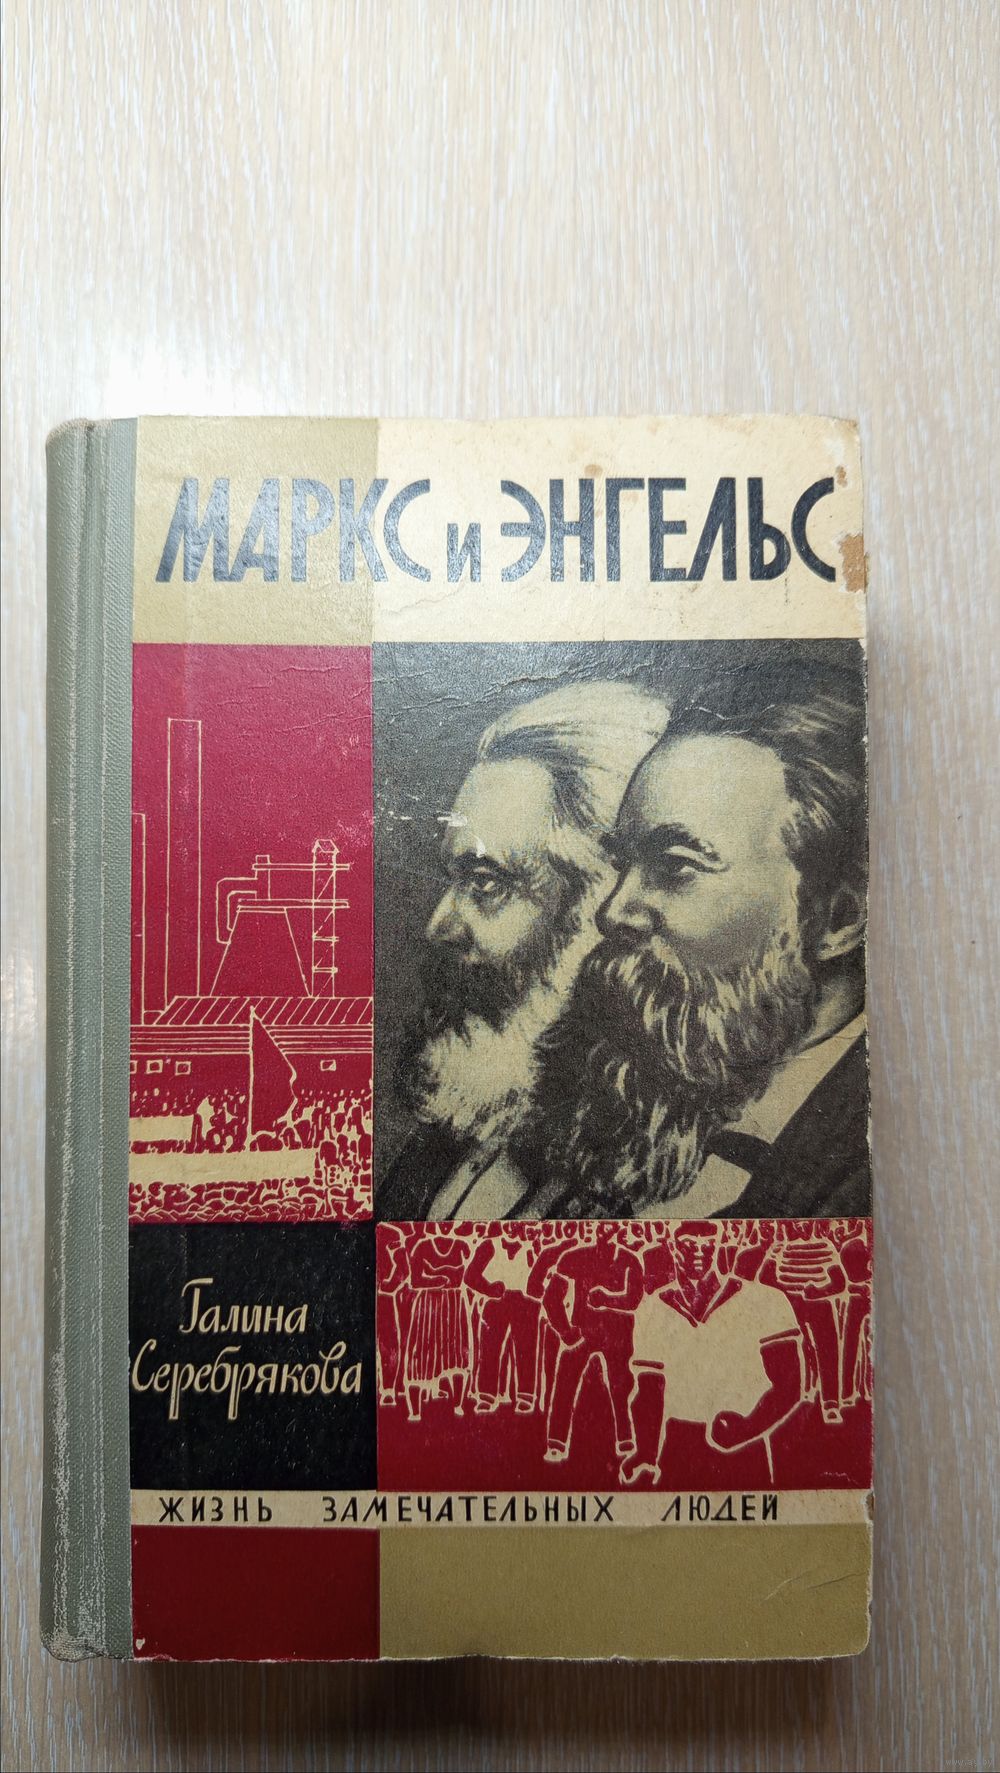 МАРКС и ЭНГЕЛЬС
Галина
Серебрякова
ЖИЗНЬ ЗАМЕЧАТЕЛЬНЫХ ЛЮДЕЙ